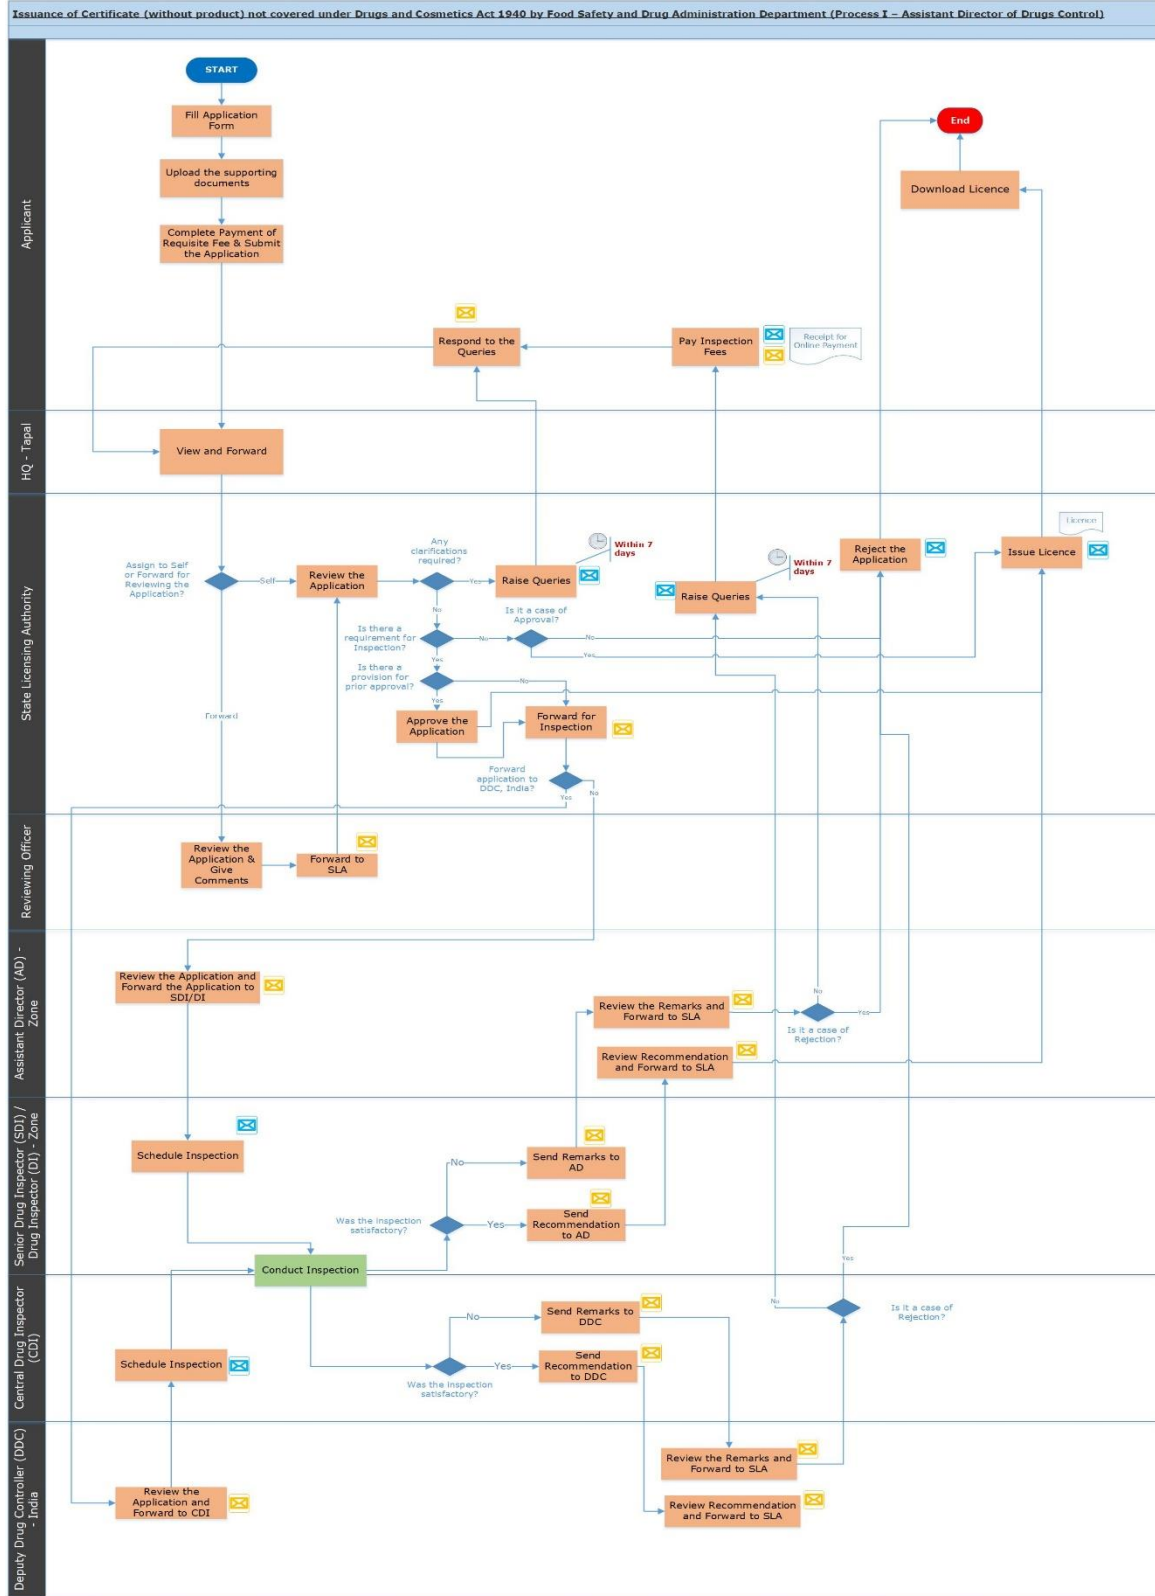 Issuance of Certificate (without product) not covered under Drugs and Cosmetics Act 1940 by Food Safety and Drug Administration Department (Process I – Assistant Director of Drugs Control)
Applicant
START
Fill Application
Form
Upload the supporting
documents
Complete Payment of
Requisite Fee & Submit
the Application
End
Download Licence
Respond to the
Queries
Pay Inspection
Fees
Receipt for
Online Payment
HQ - Tapal
View and Forward
State Licensing Authority
Assign to Self
or Forward for
Reviewing the
Application?
Self
Forward
Review the
Application
Any
clarifications
required?
Yes
No
Raise Queries
Within 7
days
Raise Queries
Within 7
days
Reject the
Application
Licence
Issue Licence
Is there a
requirement for
Inspection?
No
Yes
Is it a case of
Approval?
No
Yes
Is there a
provision for
prior approval?
No
Yes
Approve the
Application
Forward for
Inspection
Forward
application to
DDC, India?
Yes
No
Reviewing Officer
Review the
Application &
Give
Comments
Forward to
SLA
Assistant Director (AD) -
Zone
Review the Application and
Forward the Application to
SDI/DI
Review the Remarks and
Forward to SLA
No
Yes
Is it a case of
Rejection?
Review Recommendation
and Forward to SLA
Senior Drug Inspector (SDI) /
Drug Inspector (DI) - Zone
Schedule Inspection
Was the inspection
satisfactory?
No
Yes
Send Remarks to
AD
Send
Recommendation
to AD
Conduct Inspection
Yes
Central Drug Inspector
(CDI)
Schedule Inspection
Was the inspection
satisfactory?
No
Yes
Send Remarks to
DDC
Send
Recommendation
to DDC
No
Is it a case of
Rejection?
Deputy Drug Controller (DDC)
- India
Review the
Application and
Forward to CDI
Review the Remarks and
Forward to SLA
Review Recommendation
and Forward to SLA